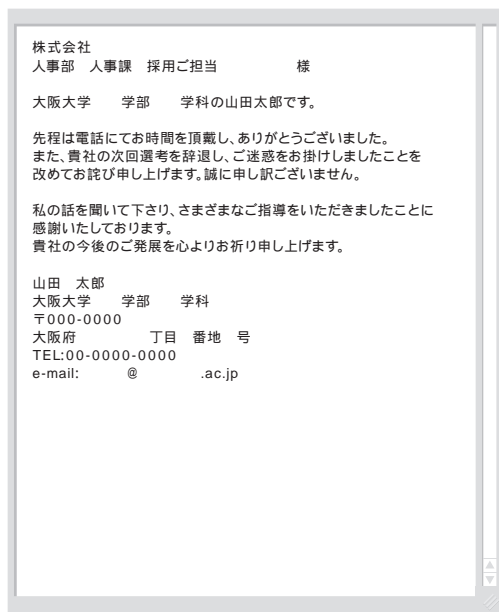 株式会社
人事部　人事課　採用ご担当　　　　　様
大阪大学　　学部　　学科の山田太郎です。
先程は電話にてお時間を頂戴し、ありがとうございました。
また、貴社の次回選考を辞退し、ご迷惑をお掛けしましたことを
改めてお詫び申し上げます。誠に申し訳ございません。
私の話を聞いて下さり、さまざまなご指導をいただきましたことに
感謝いたしております。
貴社の今後のご発展を心よりお祈り申し上げます。
山田　太郎
大阪大学　　学部　　学科
〒000-0000
大阪府　　　　　丁目　番地　号
TEL:00-0000-0000
e-mail:　　　@　　　　.ac.jp